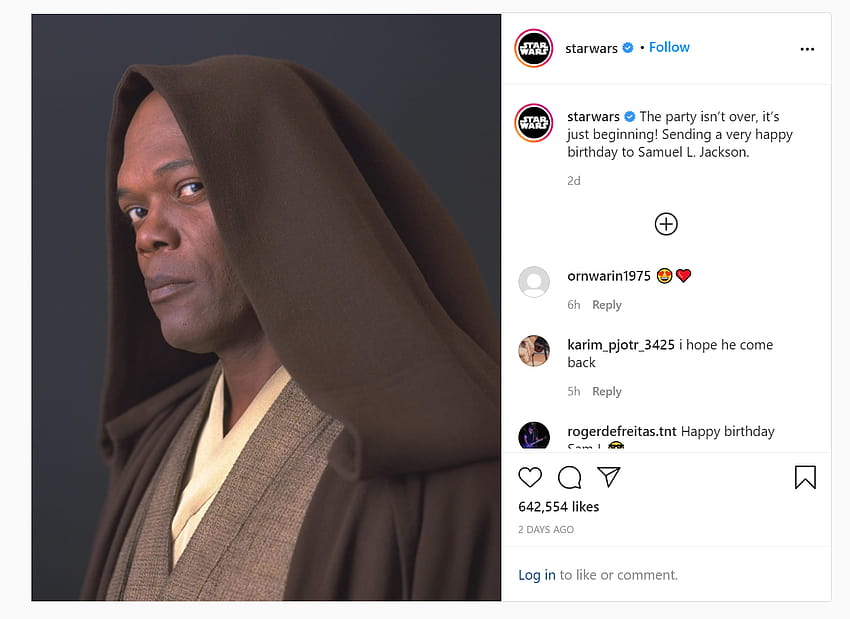 STAR WARS
starwars • Follow
STAR WARS
starwars The party isn’t over, it’s
just beginning! Sending a very happy
birthday to Samuel L. Jackson.
2d
ornwarin1975 😍❤️
6h Reply
karim_pjotr_3425 i hope he come
back
5h Reply
rogerdefreitas.tnt Happy birthday
Sam L
642,554 likes
2 DAYS AGO
Log in to like or comment.